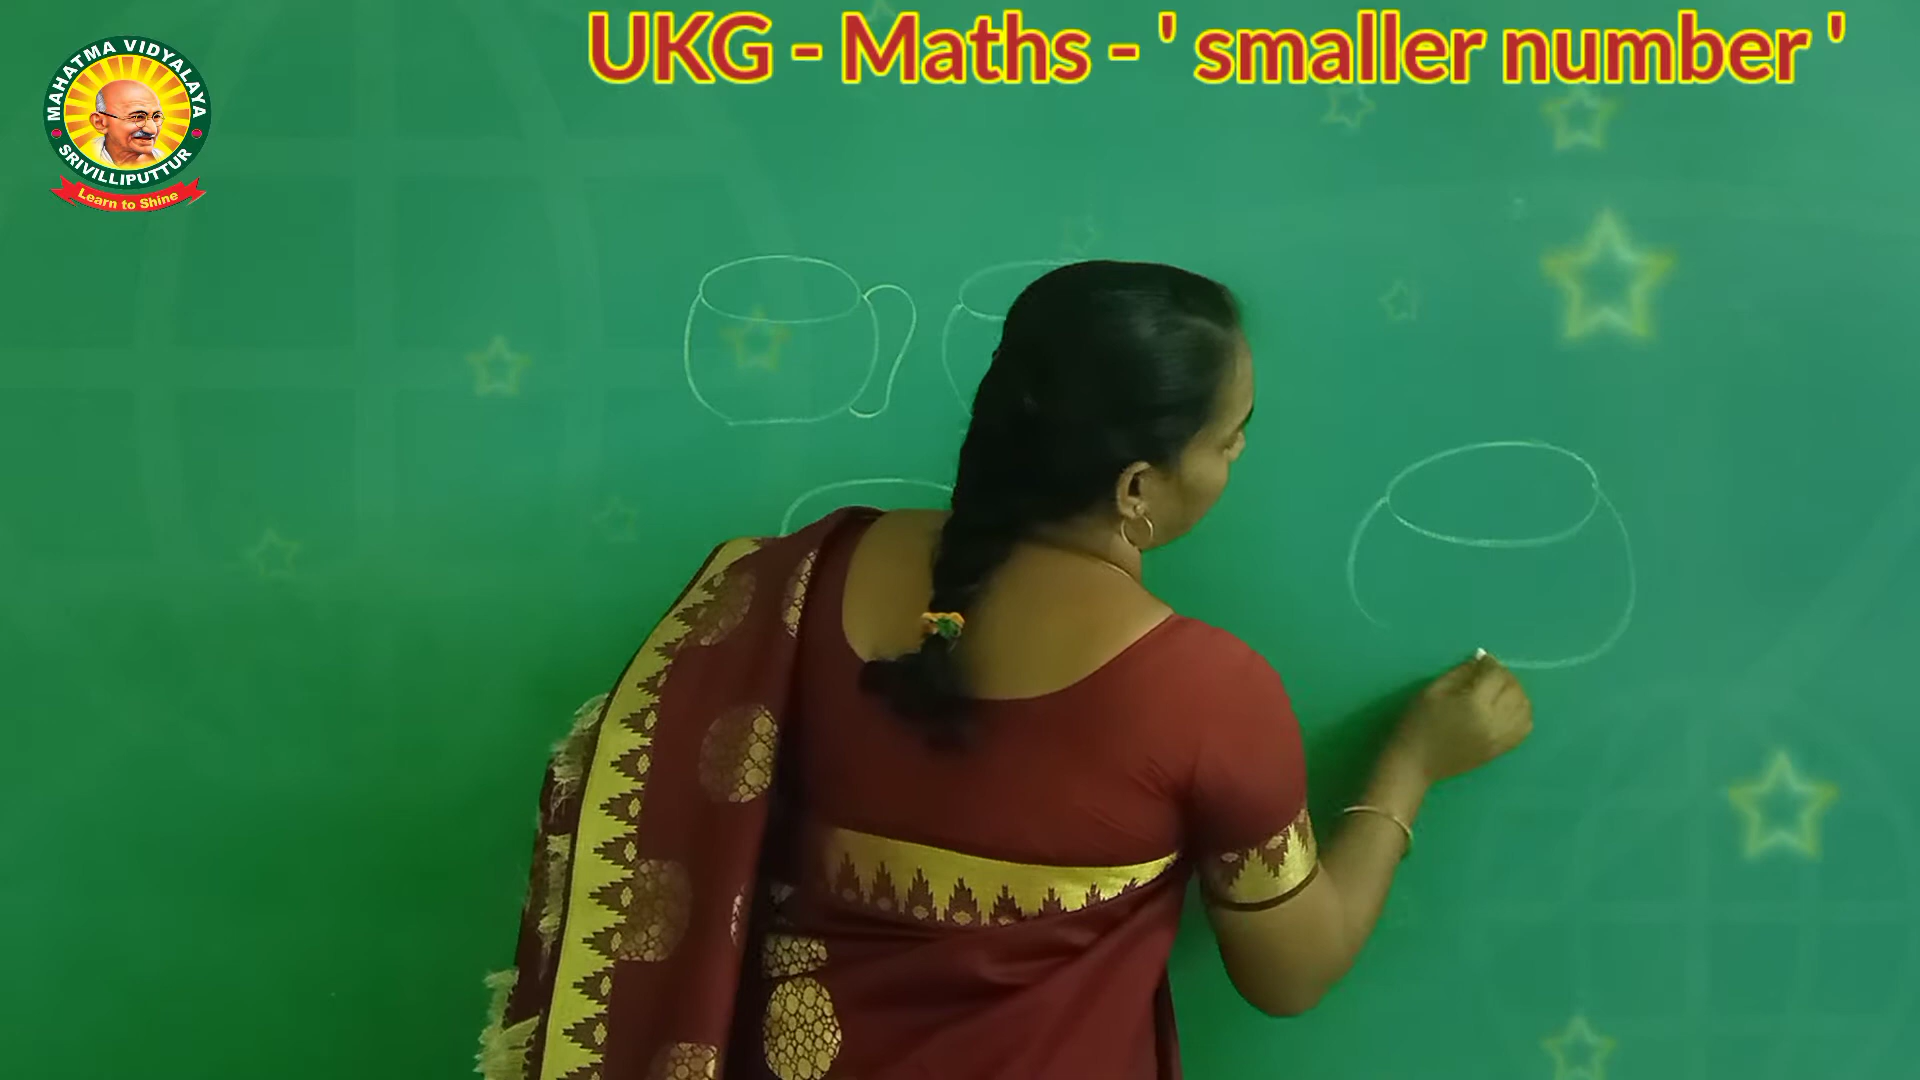 UKG - Maths - ' smaller number '
MAHATMA VIDYALAYA
SRIVILLIPUTTUR
Learn to Shine